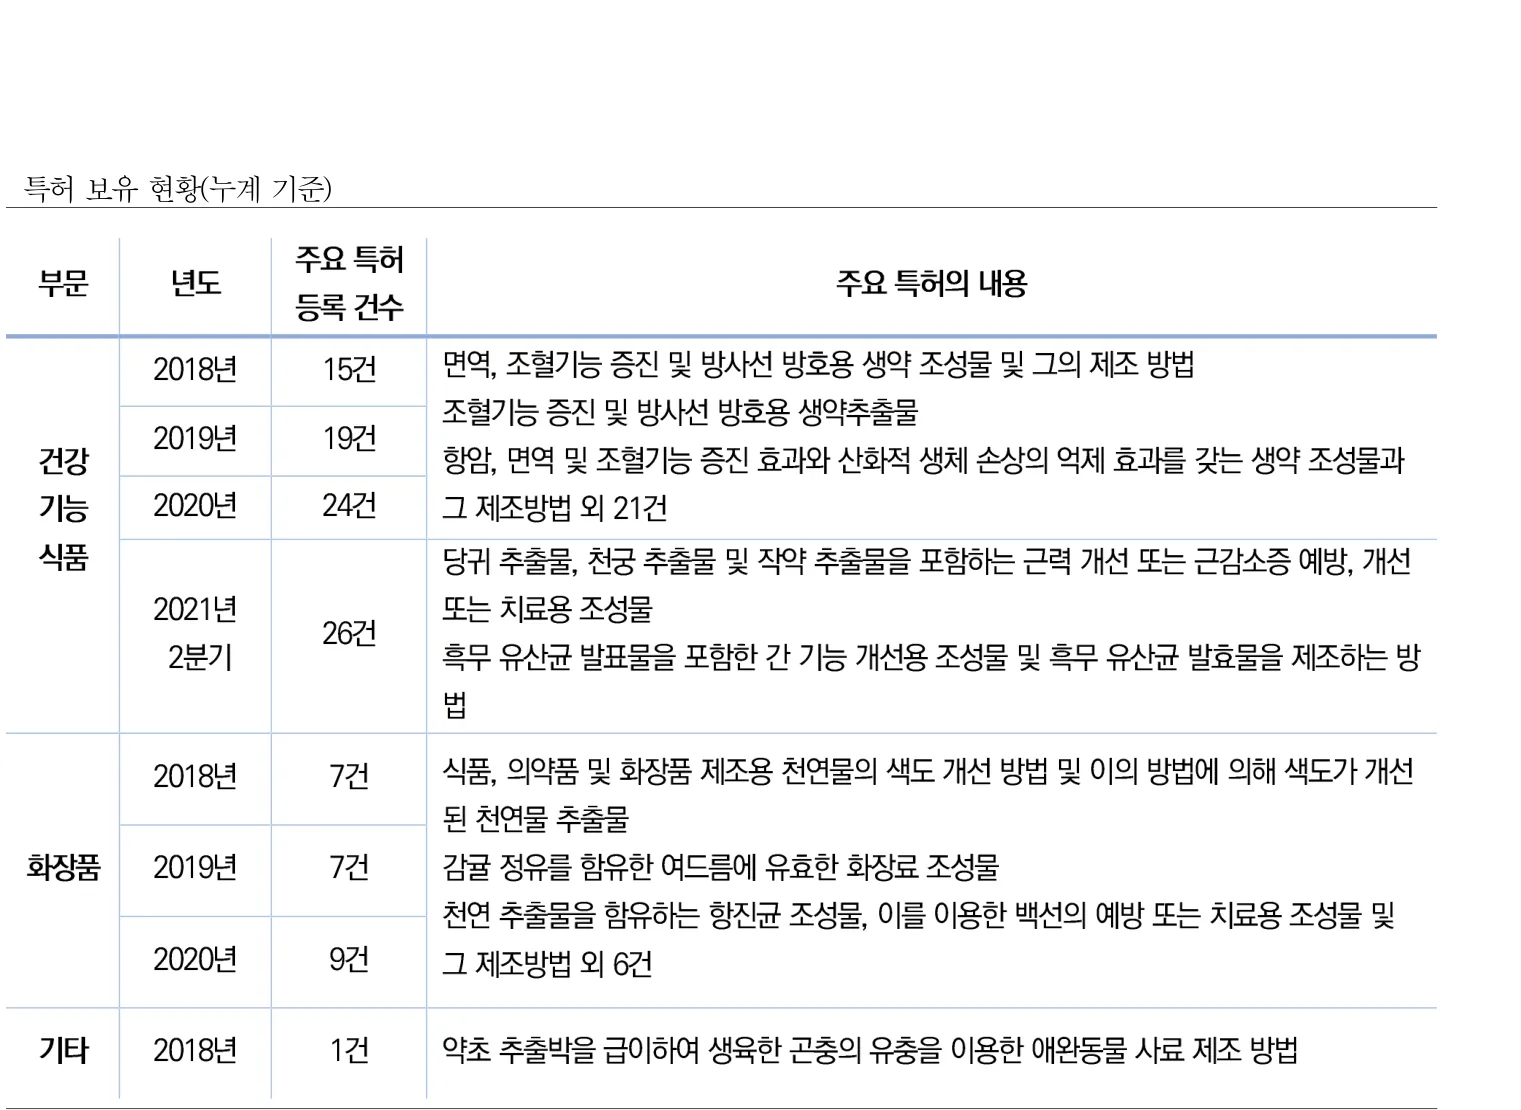 특허 보유 현황(누계 기준)
부문 년도 주요 특허 등록 건수 주요 특허의 내용
건강
기능
식품
2018년 15건
2019년 19건
2020년 24건
면역, 조혈기능 증진 및 방사선 방호용 생약 조성물 및 그의 제조 방법
조혈기능 증진 및 방사선 방호용 생약추출물
항암, 면역 및 조혈기능 증진 효과와 산화적 생체 손상의 억제 효과를 갖는 생약 조성물과
그 제조방법 외 21건
2021년
2분기
26건
당귀 추출물, 천궁 추출물 및 작약 추출물을 포함하는 근력 개선 또는 근감소증 예방, 개선
또는 치료용 조성물
흑무 유산균 발표물을 포함한 간 기능 개선용 조성물 및 흑무 유산균 발효물을 제조하는 방
법
화장품
2018년 7건
2019년 7건
2020년 9건
식품, 의약품 및 화장품 제조용 천연물의 색도 개선 방법 및 이의 방법에 의해 색도가 개선
된 천연물 추출물
감귤 정유를 함유한 여드름에 유효한 화장료 조성물
천연 추출물을 함유하는 항진균 조성물, 이를 이용한 백선의 예방 또는 치료용 조성물 및
그 제조방법 외 6건
기타 2018년 1건 약초 추출박을 급이하여 생육한 곤충의 유충을 이용한 애완동물 사료 제조 방법